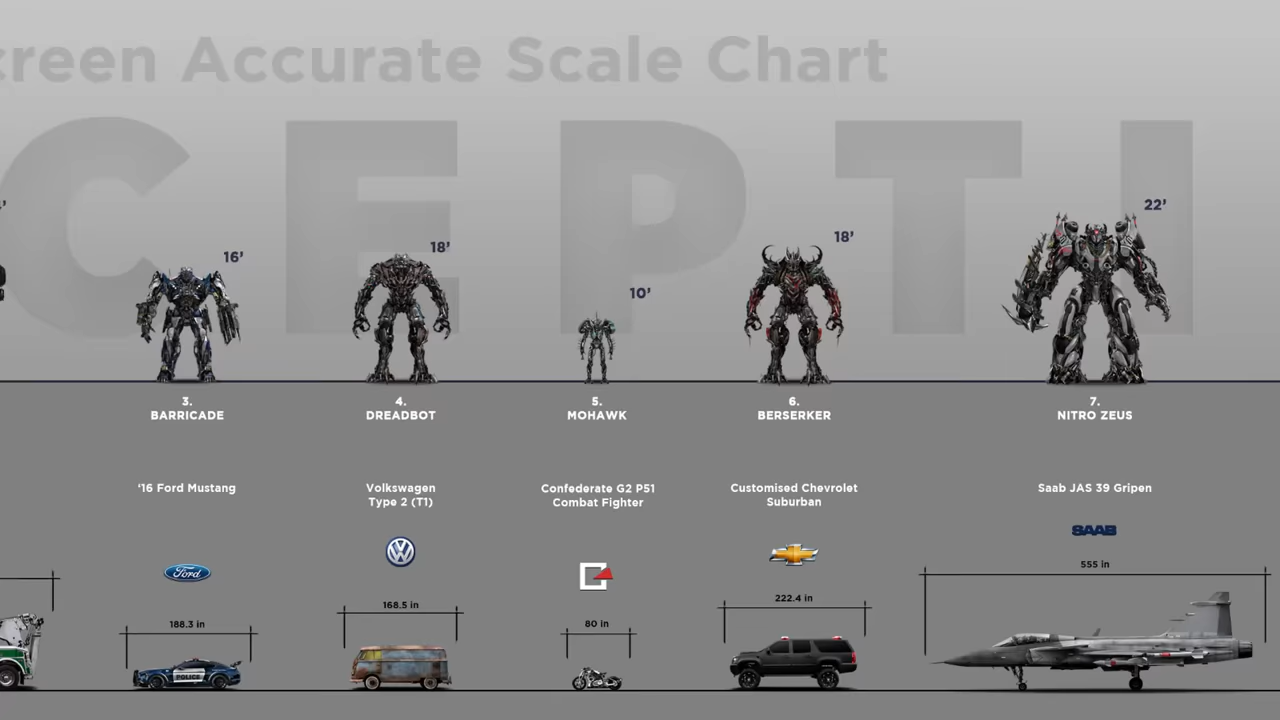 creen Accurate Scale Chart
CEPTI
16’
18’
10’
18’
22’
3.
BARRICADE
4.
DREADBOT
5.
MOHAWK
6.
BERSERKER
7.
NITRO ZEUS
‘16 Ford Mustang
Volkswagen
Type 2 (T1)
Confederate G2 P51
Combat Fighter
Customised Chevrolet
Suburban
Saab JAS 39 Gripen
Ford
SAAB
188.3 in
168.5 in
80 in
222.4 in
555 in
POLICE